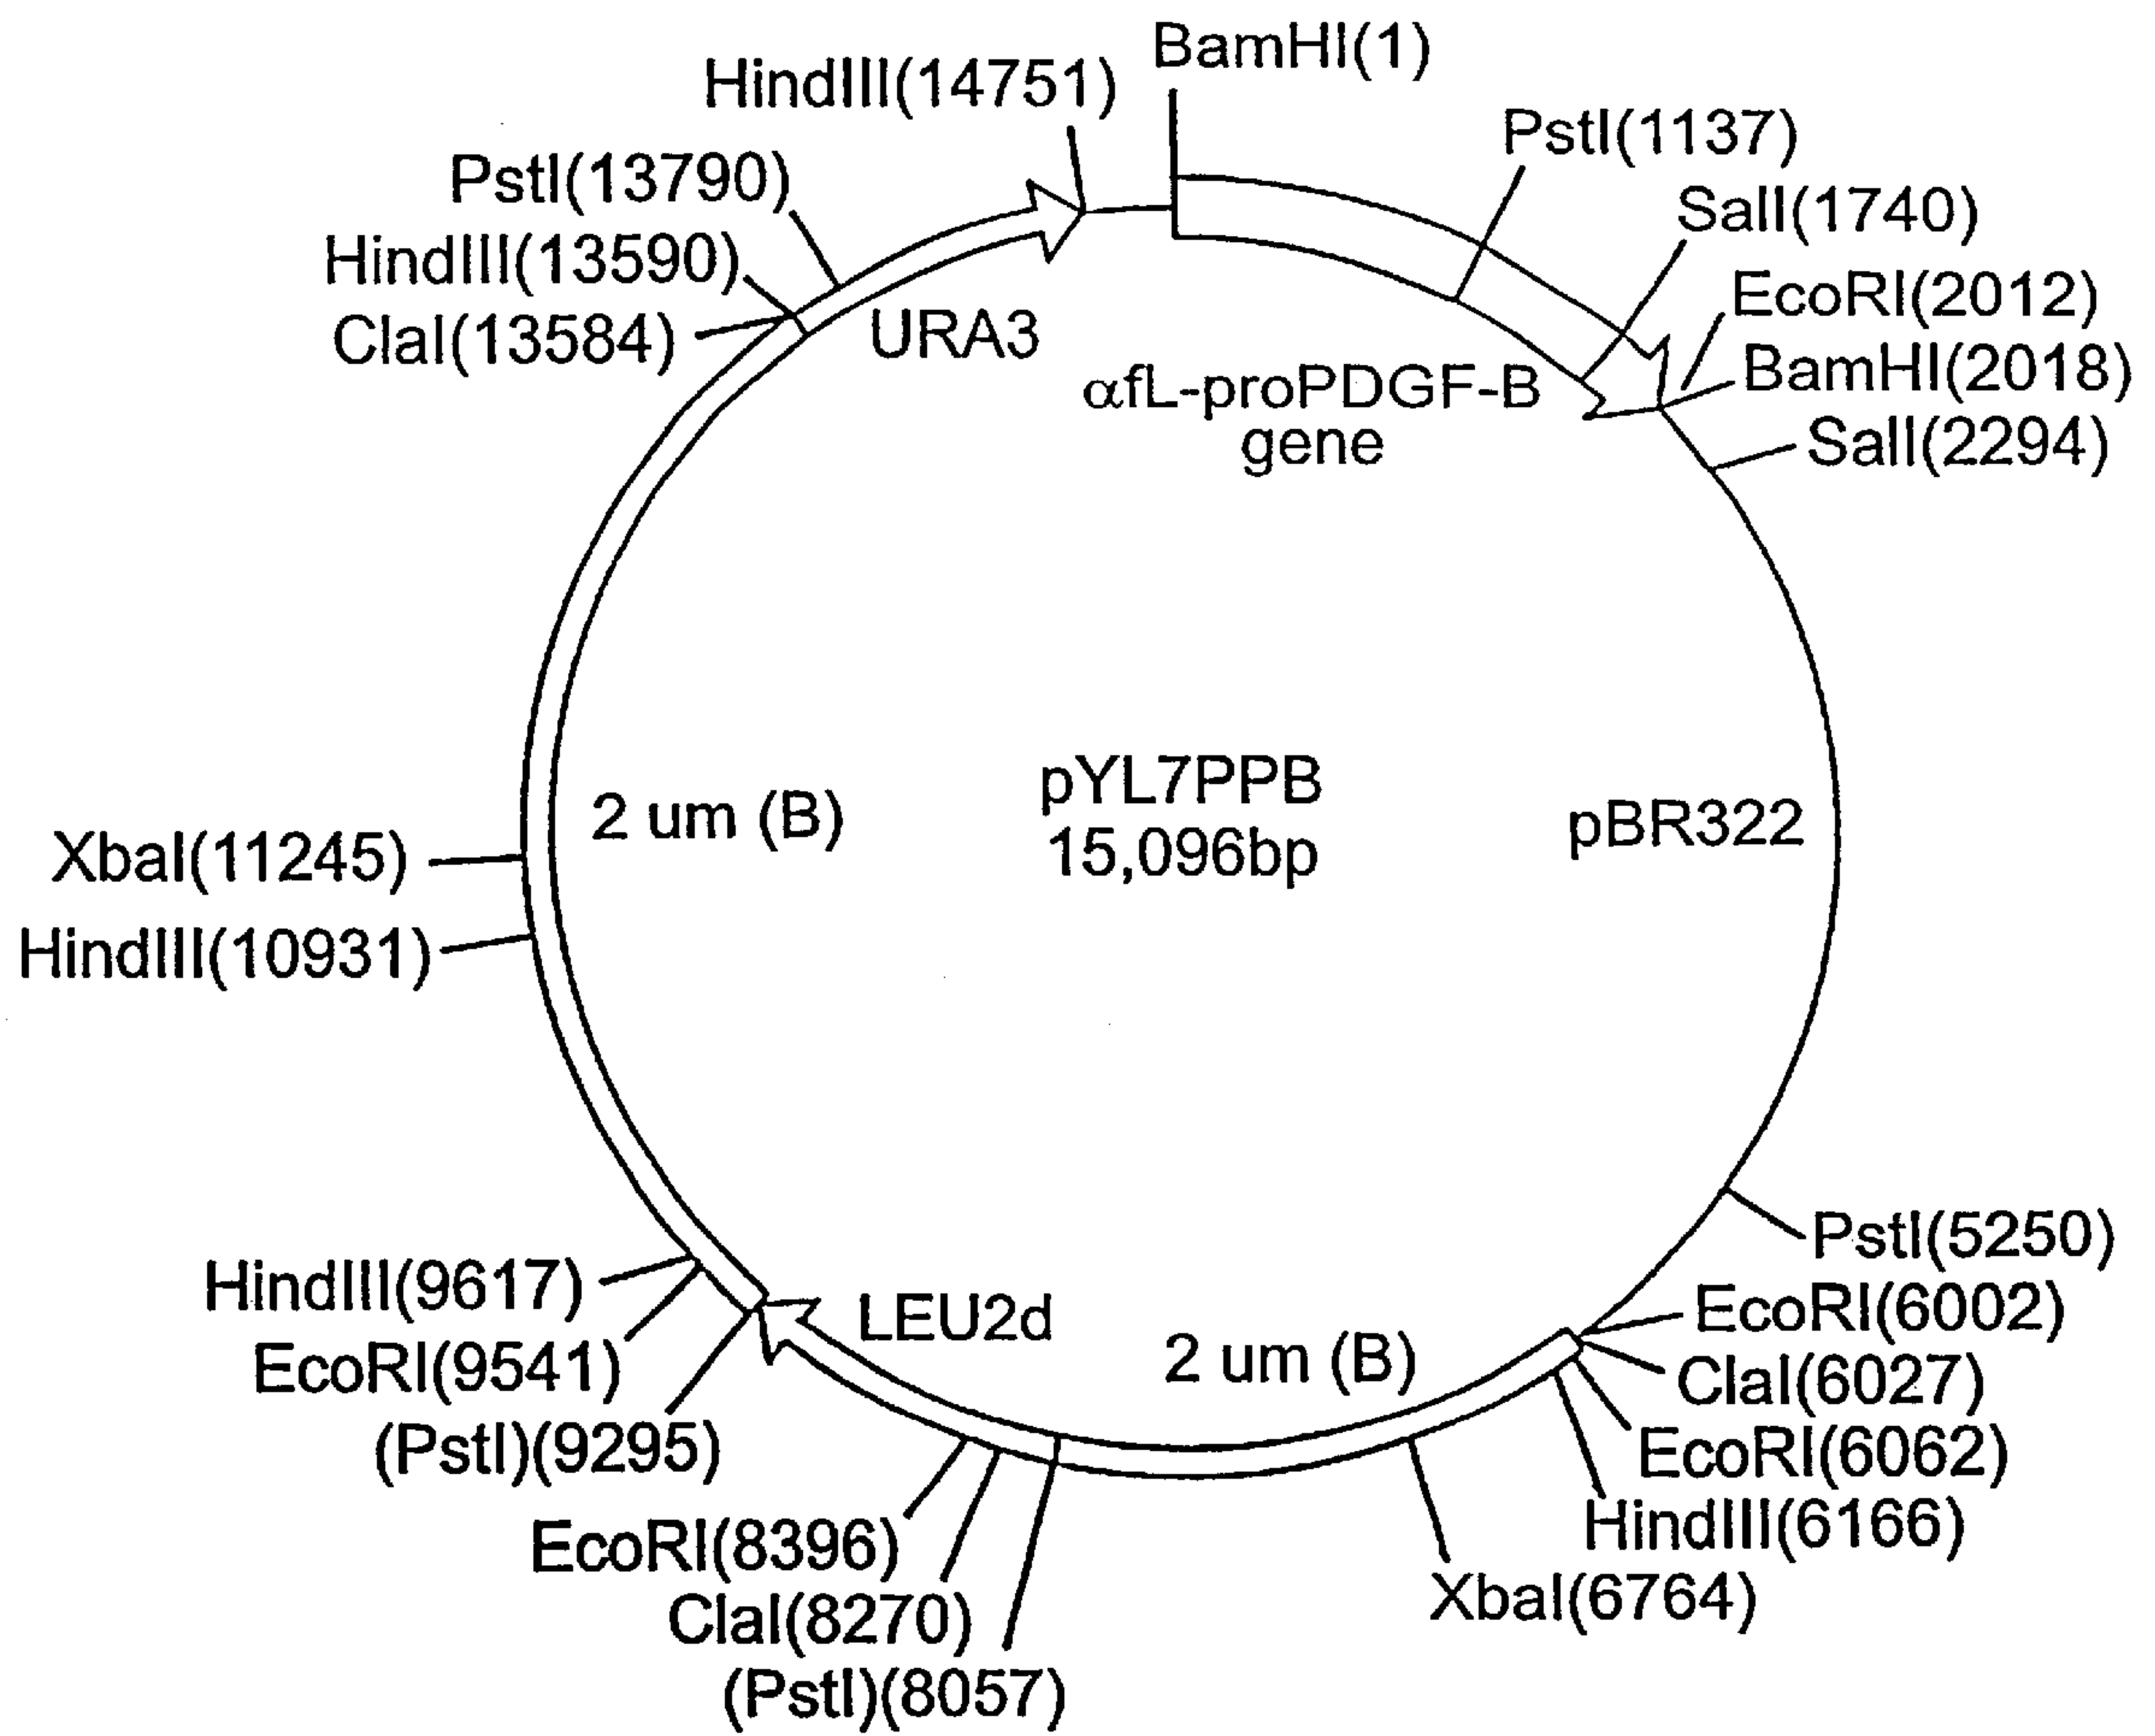 BamHI(1)
HindIII(14751)
PstI(1137)
PstI(13790)
SalI(1740)
HindIII(13590)
EcoRI(2012)
ClaI(13584)
URA3
BamHI(2018)
αfL-proPDGF-B
gene
SalI(2294)
pYL7PPB
15,096bp
2 um (B)
pBR322
XbaI(11245)
HindIII(10931)
PstI(5250)
HindIII(9617)
LEU2d
EcoRI(6002)
2 um (B)
EcoRI(9541)
ClaI(6027)
(PstI)(9295)
EcoRI(6062)
EcoRI(8396)
HindIII(6166)
ClaI(8270)
XbaI(6764)
(PstI)(8057)